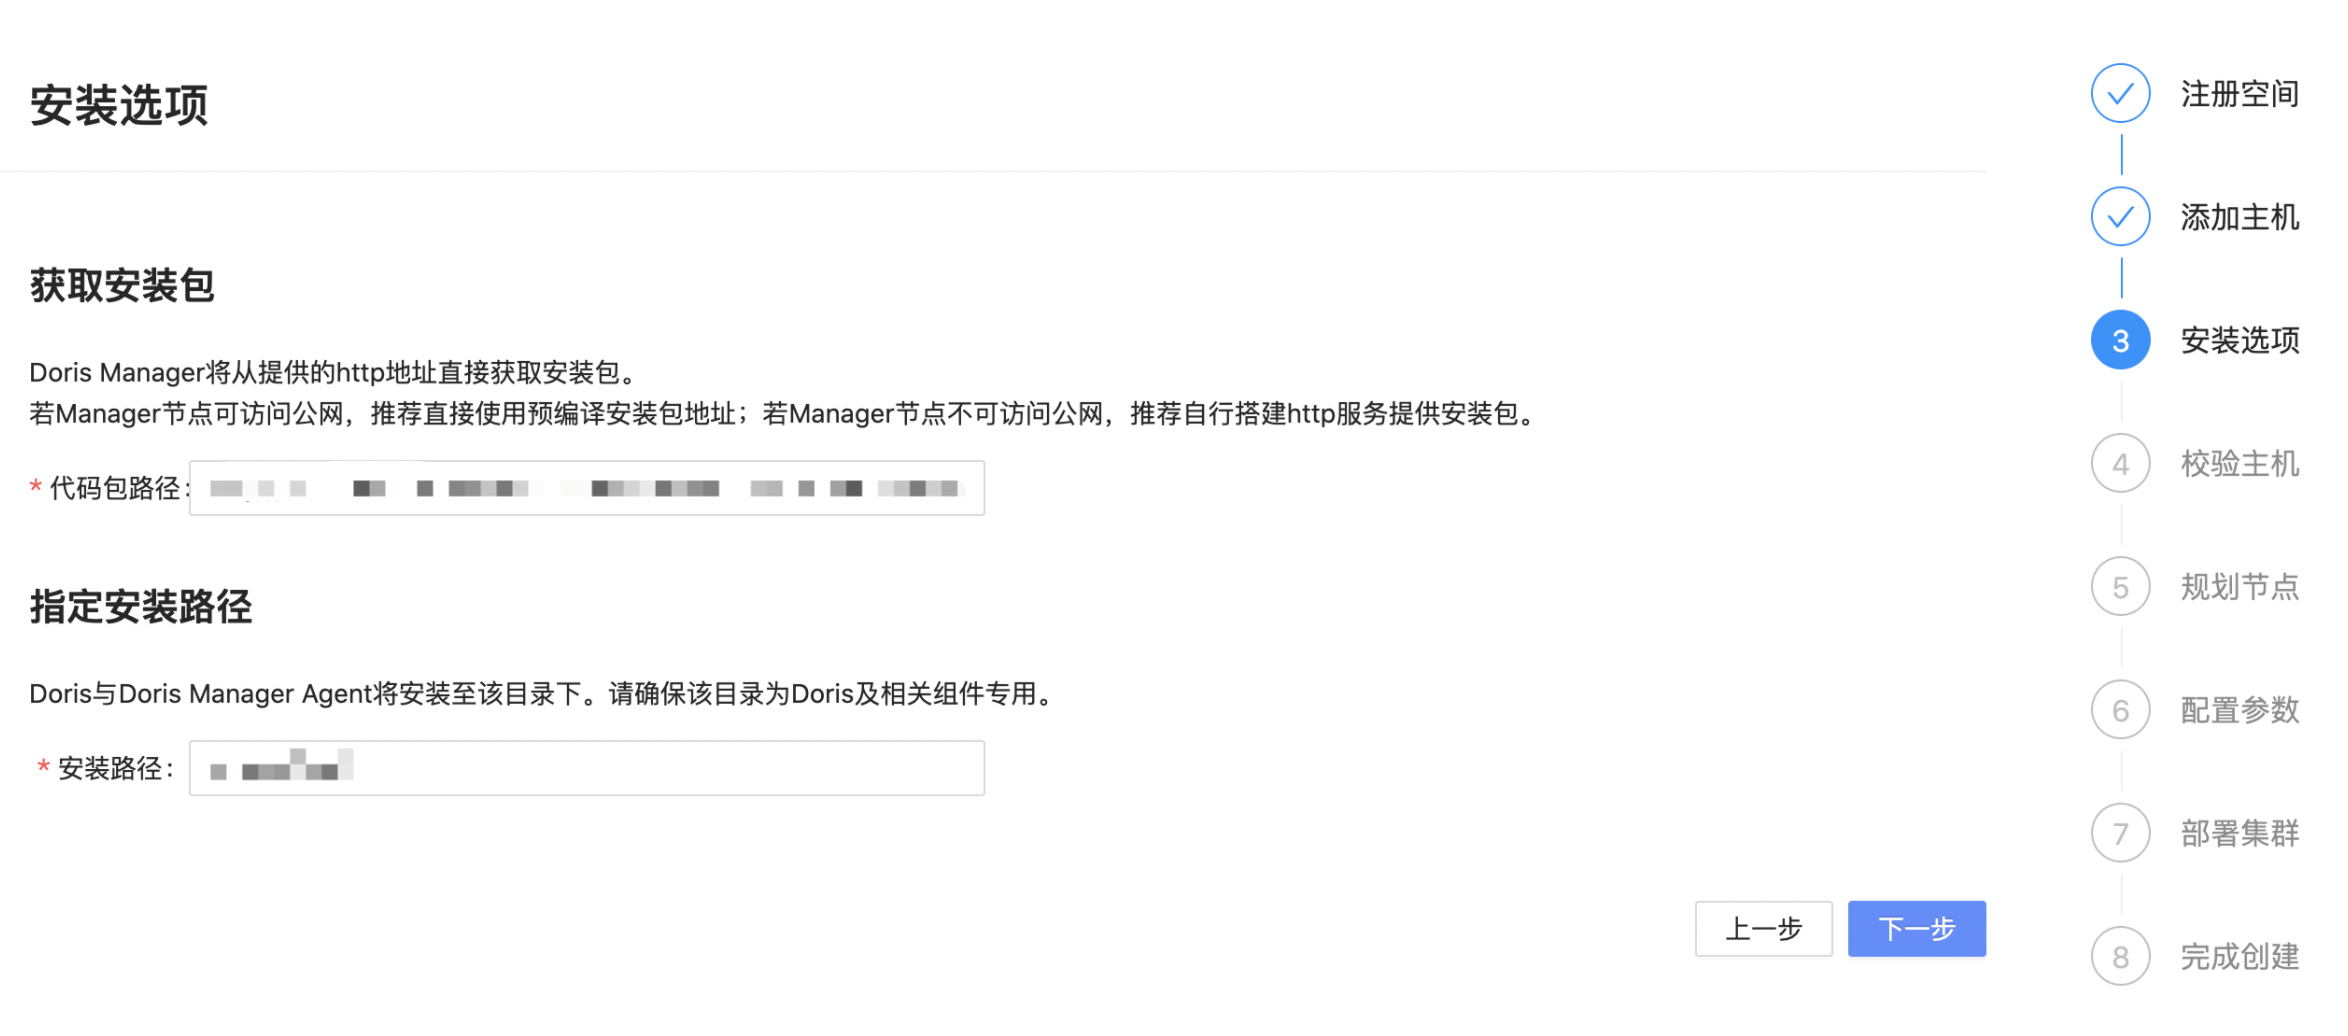 安装选项
获取安装包
Doris Manager将从提供的http地址直接获取安装包。
若Manager节点可访问公网，推荐直接使用预编译安装包地址；若Manager节点不可访问公网，推荐自行搭建http服务提供安装包。
* 代码包路径:
指定安装路径
Doris与Doris Manager Agent将安装至该目录下。请确保该目录为Doris及相关组件专用。
* 安装路径:
上一步
下一步
注册空间
添加主机
3 安装选项
4 校验主机
5 规划节点
6 配置参数
7 部署集群
8 完成创建